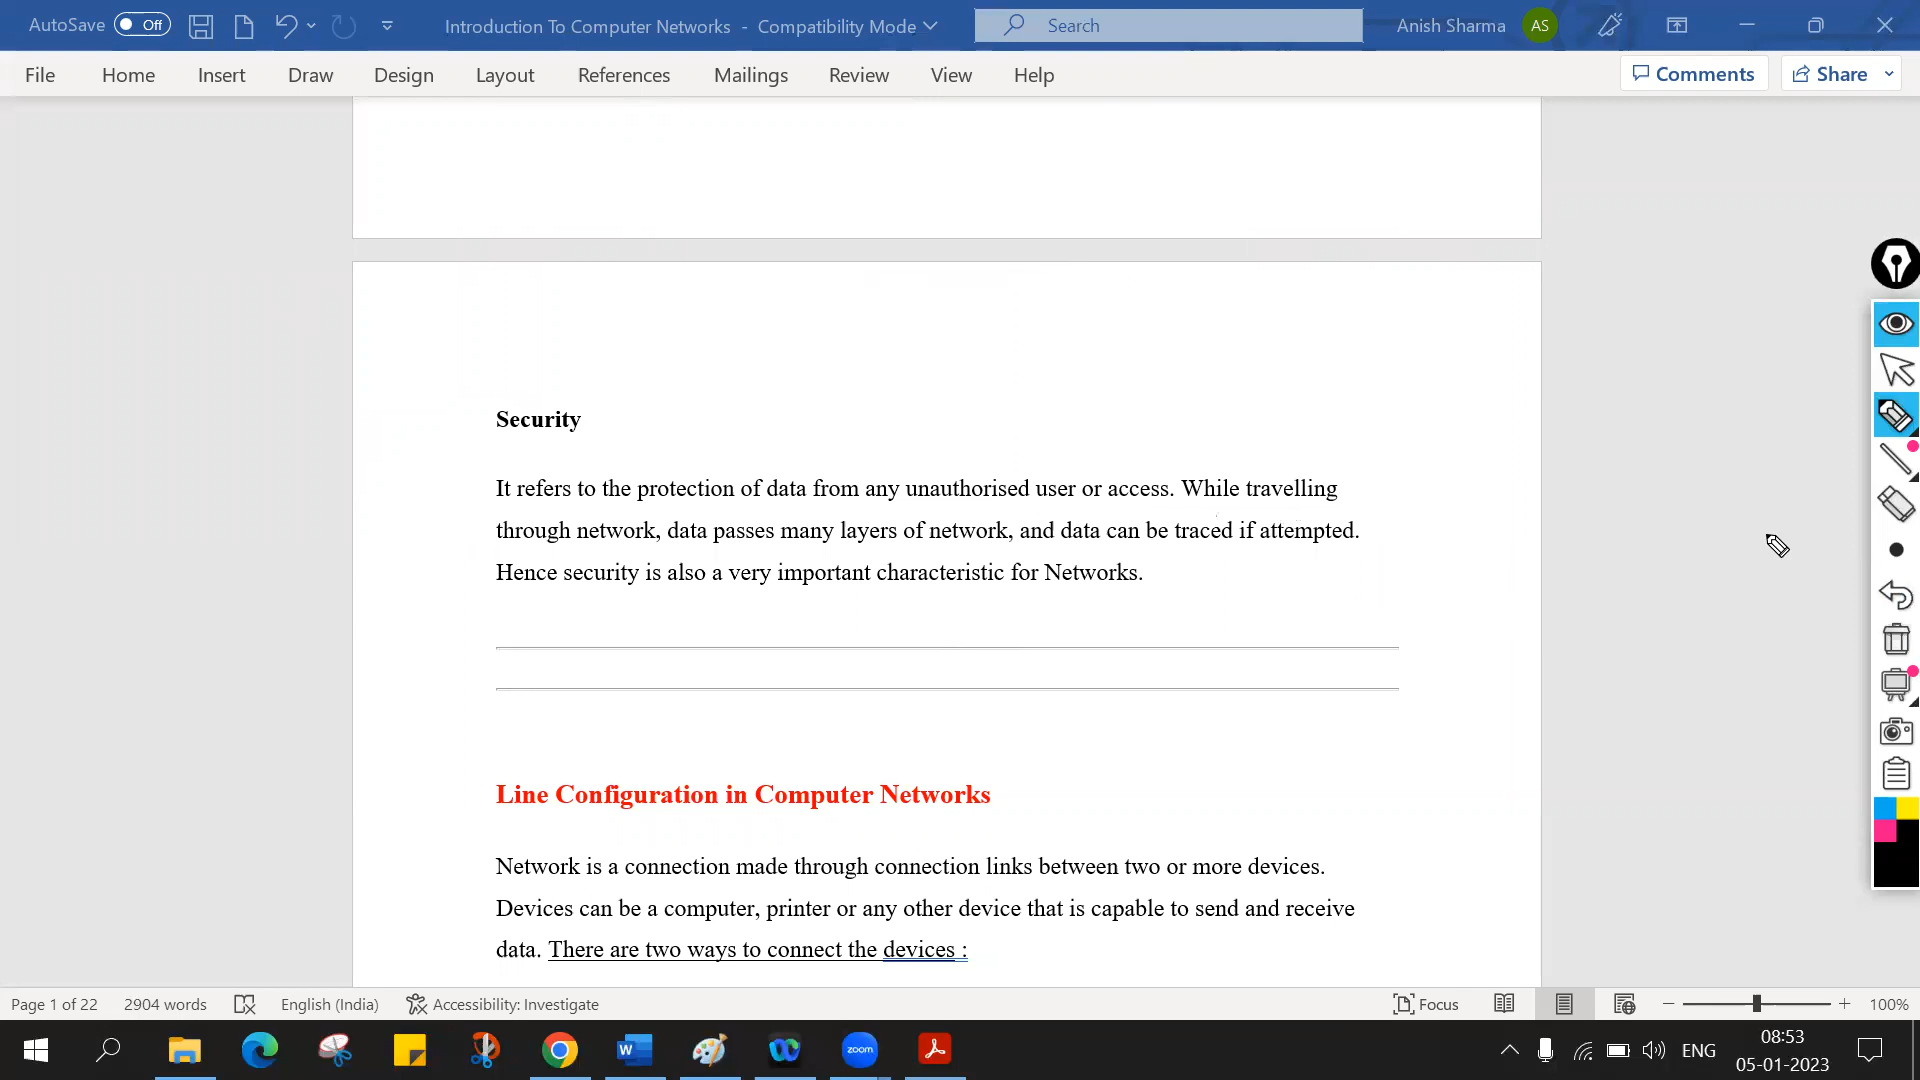 AutoSave Off Introduction To Computer Networks - Compatibility Mode Search Anish Sharma AS
File Home Insert Draw Design Layout References Mailings Review View Help Comments Share
Security
It refers to the protection of data from any unauthorised user or access. While travelling
through network, data passes many layers of network, and data can be traced if attempted.
Hence security is also a very important characteristic for Networks.
Line Configuration in Computer Networks
Network is a connection made through connection links between two or more devices.
Devices can be a computer, printer or any other device that is capable to send and receive
data. There are two ways to connect the devices :
Page 1 of 22 2904 words English (India) Accessibility: Investigate Focus 100%
W zoom ENG 08:53
05-01-2023